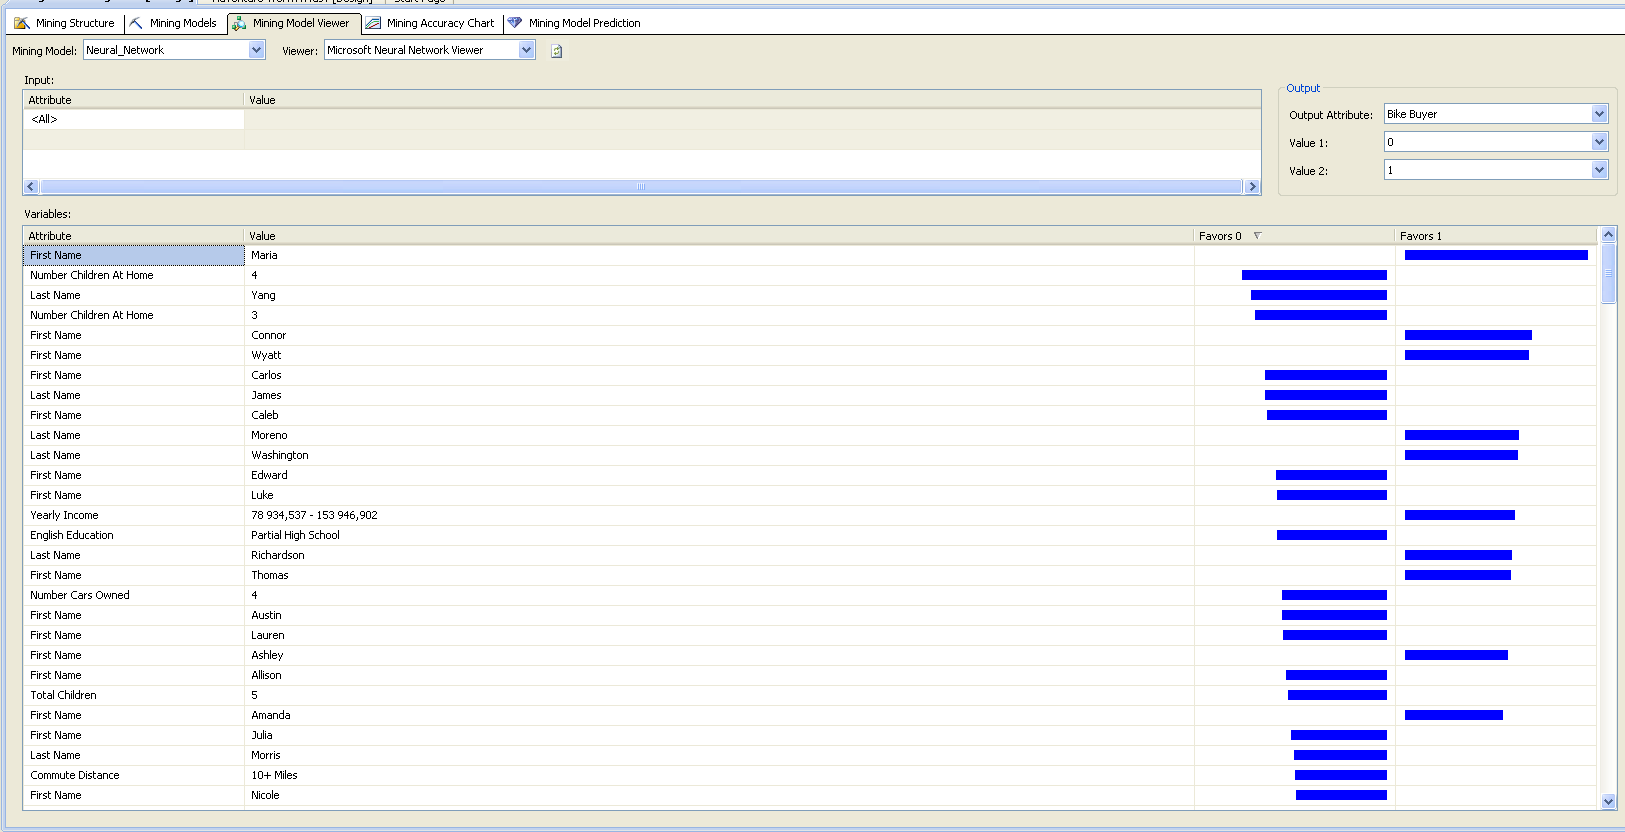 Start Page
Mining Structure Mining Models Mining Model Viewer Mining Accuracy Chart Mining Model Prediction
Mining Model: Neural_Network Viewer: Microsoft Neural Network Viewer
Input:
Attribute Value
<All>
Output
Output Attribute: Bike Buyer
Value 1: 0
Value 2: 1
Variables:
Attribute Value Favors 0 Favors 1
First Name Maria
Number Children At Home 4
Last Name Yang
Number Children At Home 3
First Name Connor
First Name Wyatt
First Name Carlos
Last Name James
First Name Caleb
Last Name Moreno
Last Name Washington
First Name Edward
First Name Luke
Yearly Income 78 934,537 - 153 946,902
English Education Partial High School
Last Name Richardson
First Name Thomas
Number Cars Owned 4
First Name Austin
First Name Lauren
First Name Ashley
First Name Allison
Total Children 5
First Name Amanda
First Name Julia
Last Name Morris
Commute Distance 10+ Miles
First Name Nicole